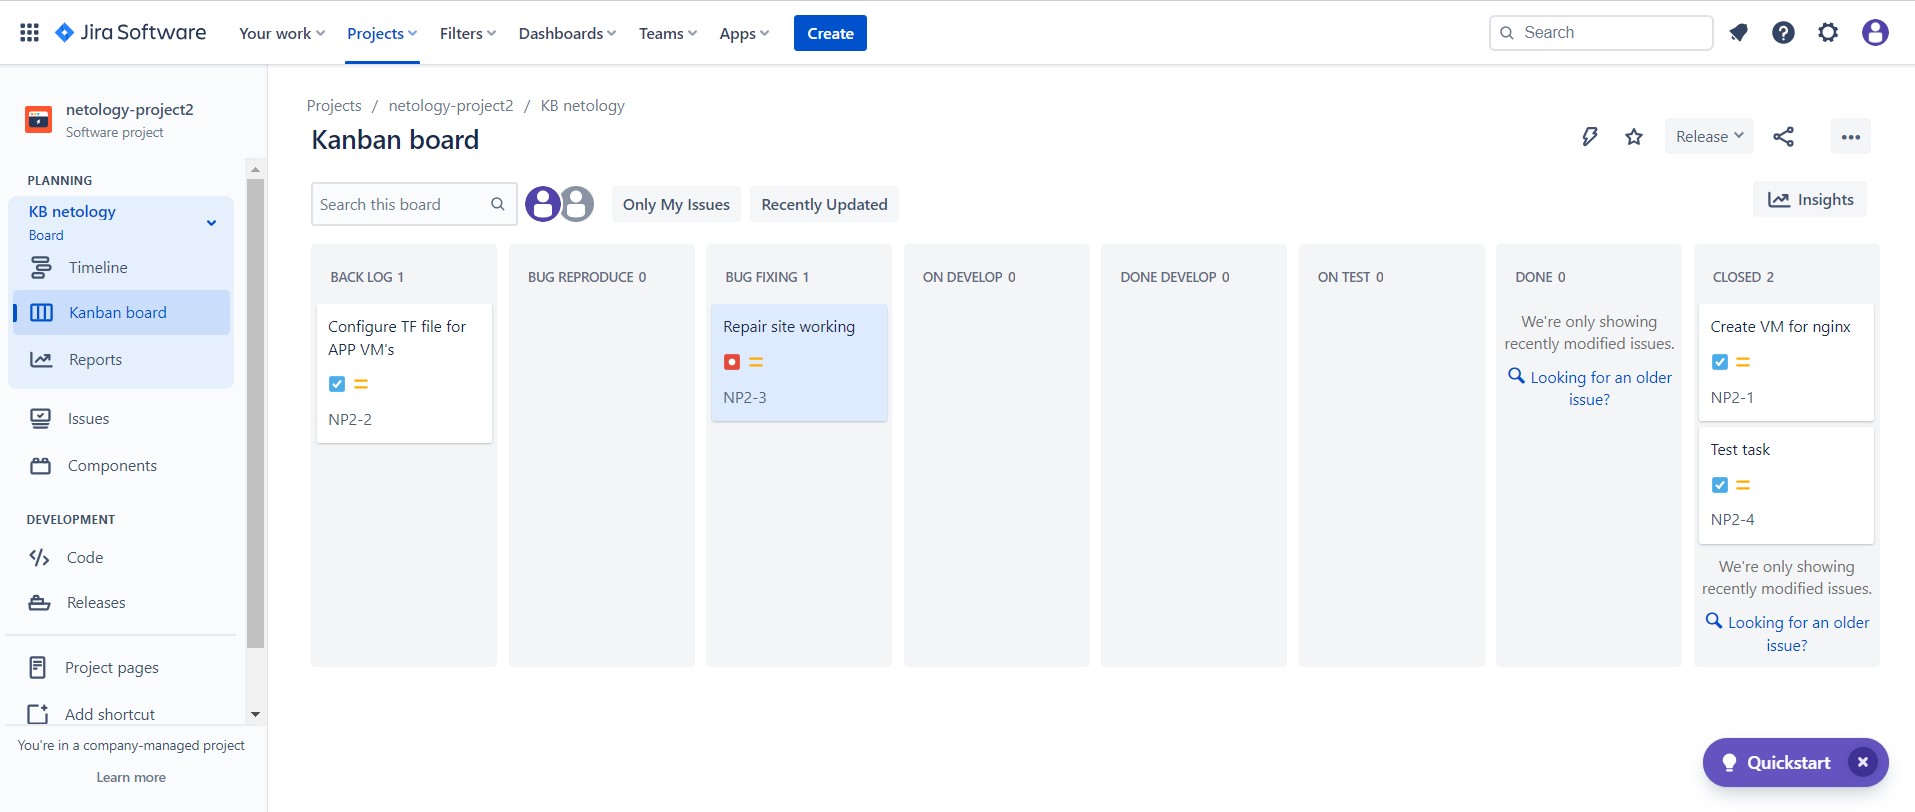 Jira Software
Your work
Projects
Filters
Dashboards
Teams
Apps
Create
Search
netology-project2
Software project
PLANNING
KB netology
Board
Timeline
Kanban board
Reports
Issues
Components
DEVELOPMENT
Code
Releases
Project pages
Add shortcut
You're in a company-managed project
Learn more
Projects / netology-project2 / KB netology
Kanban board
Release
Search this board
Only My Issues
Recently Updated
Insights
BACK LOG 1
Configure TF file for
APP VM's
NP2-2
BUG REPRODUCE 0
BUG FIXING 1
Repair site working
NP2-3
ON DEVELOP 0
DONE DEVELOP 0
ON TEST 0
DONE 0
We're only showing
recently modified issues.
Looking for an older
issue?
CLOSED 2
Create VM for nginx
NP2-1
Test task
NP2-4
We're only showing
recently modified issues.
Looking for an older
issue?
Quickstart